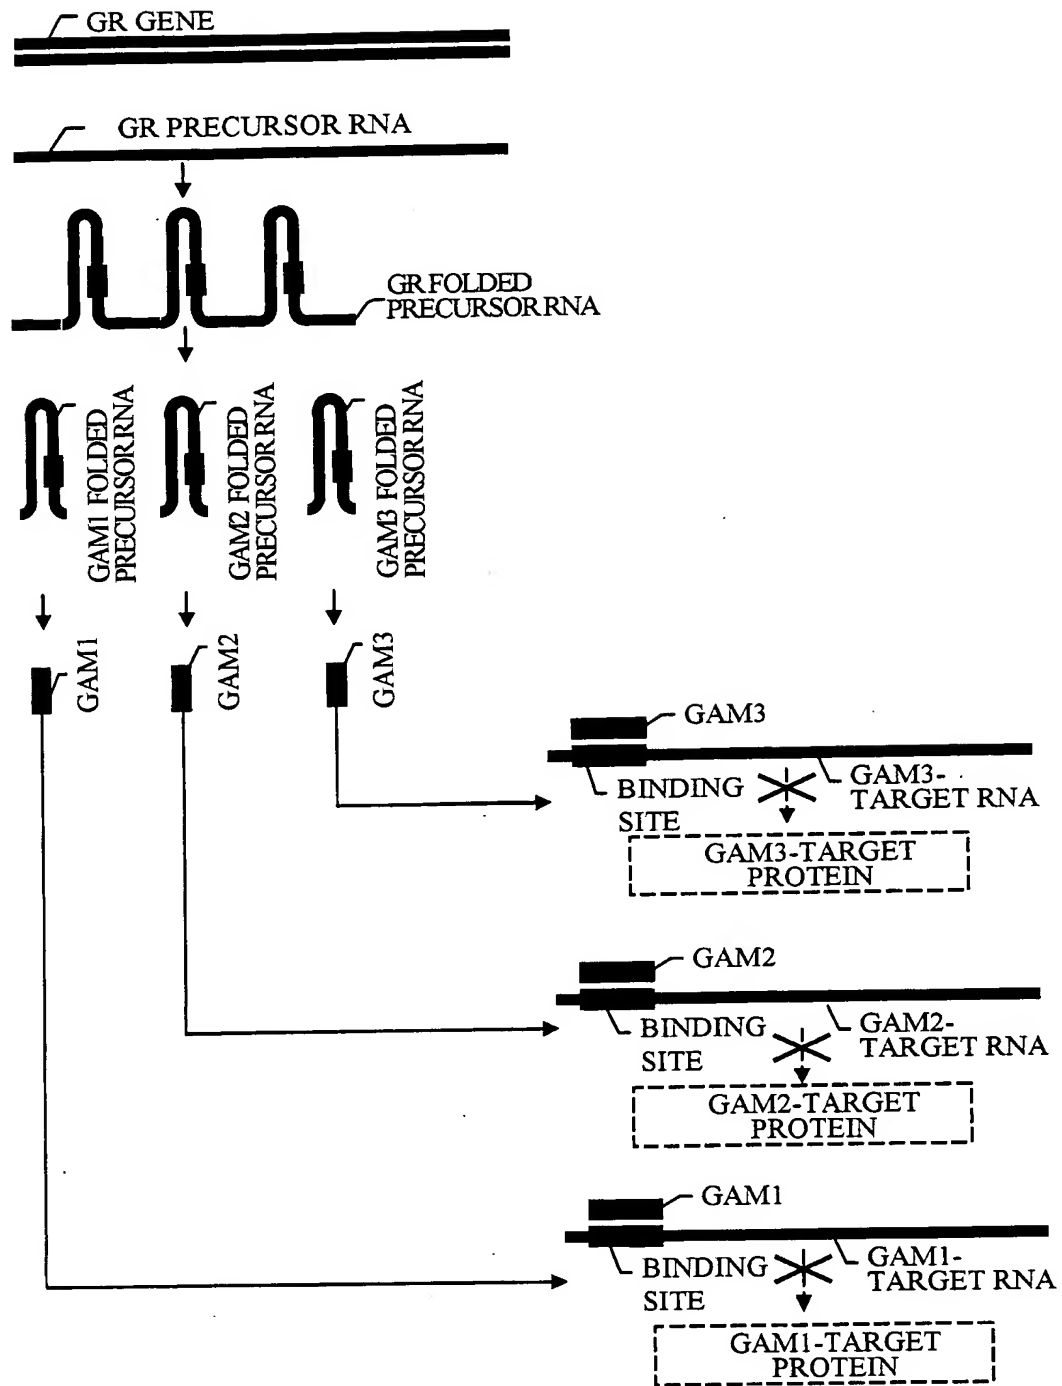 GR GENE
GR PRECURSOR RNA
GR FOLDED
PRECURSOR RNA
GAM1 FOLDED
PRECURSOR RNA
GAM2 FOLDED
PRECURSOR RNA
GAM3 FOLDED
PRECURSOR RNA
GAM1
GAM2
GAM3
GAM3
BINDING
SITE
GAM3-
TARGET RNA
GAM3-TARGET
PROTEIN
GAM2
BINDING
SITE
GAM2-
TARGET RNA
GAM2-TARGET
PROTEIN
GAM1
BINDING
SITE
GAM1-
TARGET RNA
GAM1-TARGET
PROTEIN